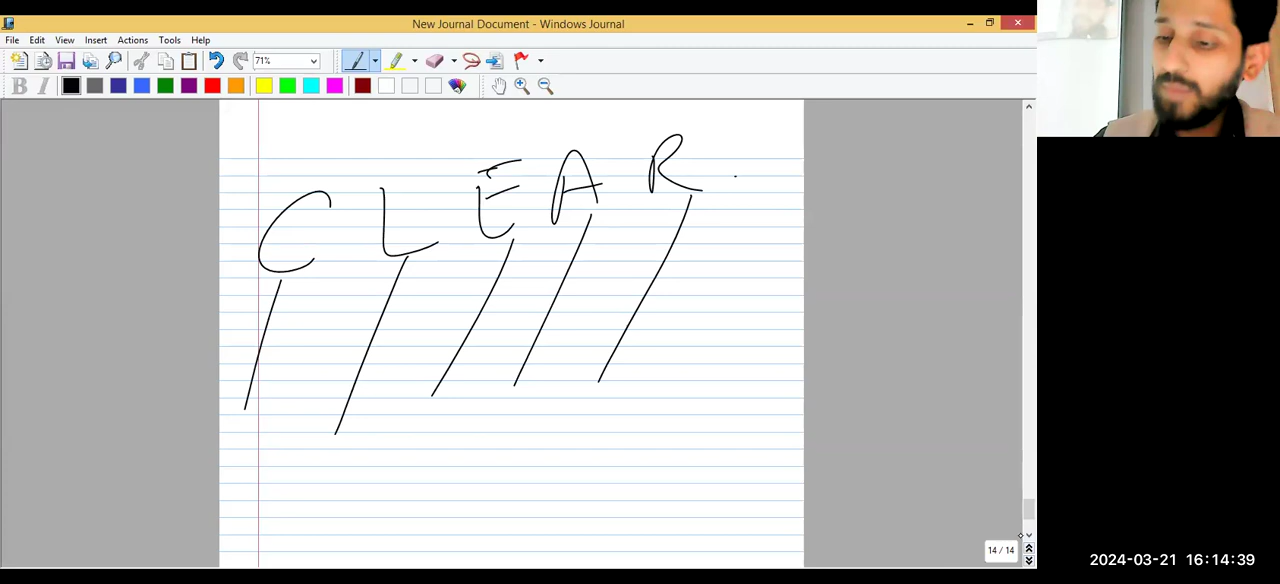 New Journal Document - Windows Journal
File Edit View Insert Actions Tools Help
71%
B I
C L E A R
14 / 14
2024-03-21 16:14:39